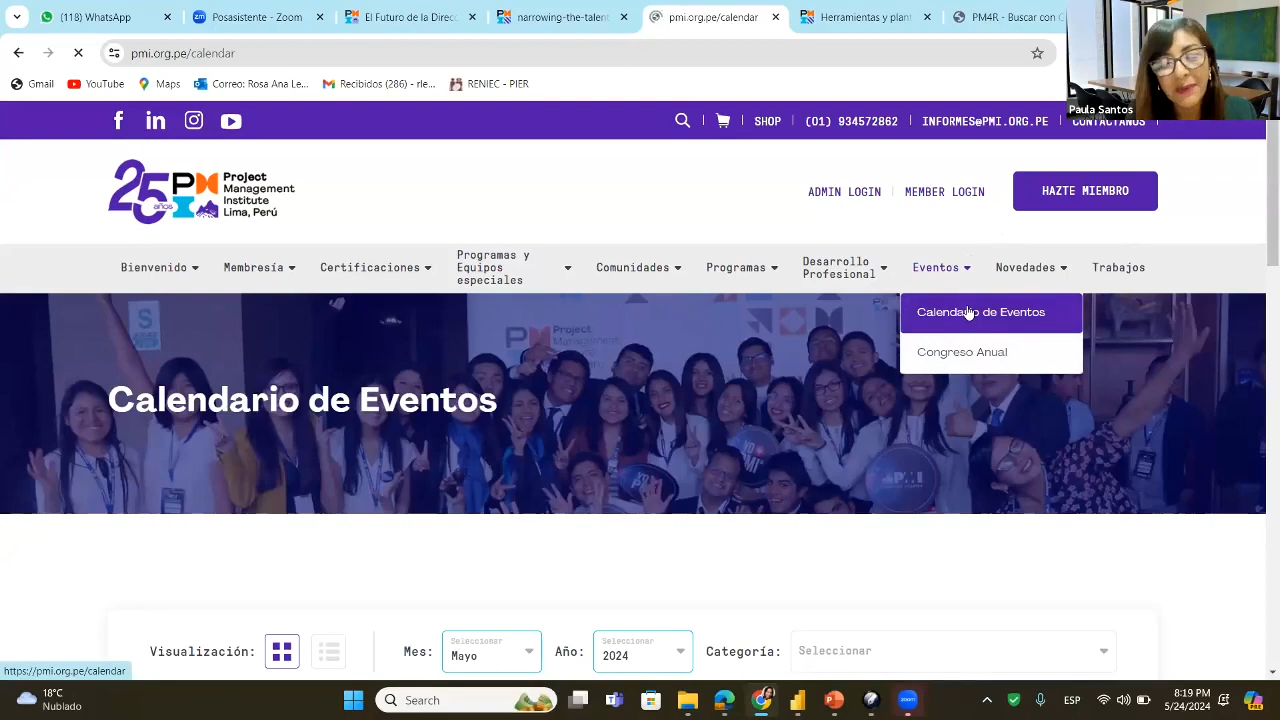 WhatsApp
Posasistente - Zoom
El Futuro de la Direc
narrowing-the-talent
pmi.org.pe/calendar
Herramientas y plant
PM4R - Buscar con G
pmi.org.pe/calendar
Gmail
YouTube
Maps
Correo: Rosa Ana Le...
Recibidos (286) - rle...
RENIEC - PIER
Paula Santos
SHOP
(01) 934572862
INFORMES@PMI.ORG.PE
CONTÁCTANOS
25 años
Project
Management
Institute
Lima, Perú
ADMIN LOGIN
MEMBER LOGIN
HAZTE MIEMBRO
Bienvenido
Membresía
Certificaciones
Programas y
Equipos
especiales
Comunidades
Programas
Desarrollo
Profesional
Eventos
Novedades
Trabajos
Calendario de Eventos
Congreso Anual
Calendario de Eventos
Visualización:
Mes:
Seleccionar
Mayo
Año:
Seleccionar
2024
Categoría:
Seleccionar
https://pmi.org.pe/calendar
18°C
Nublado
Search
ESP
8:19 PM
5/24/2024